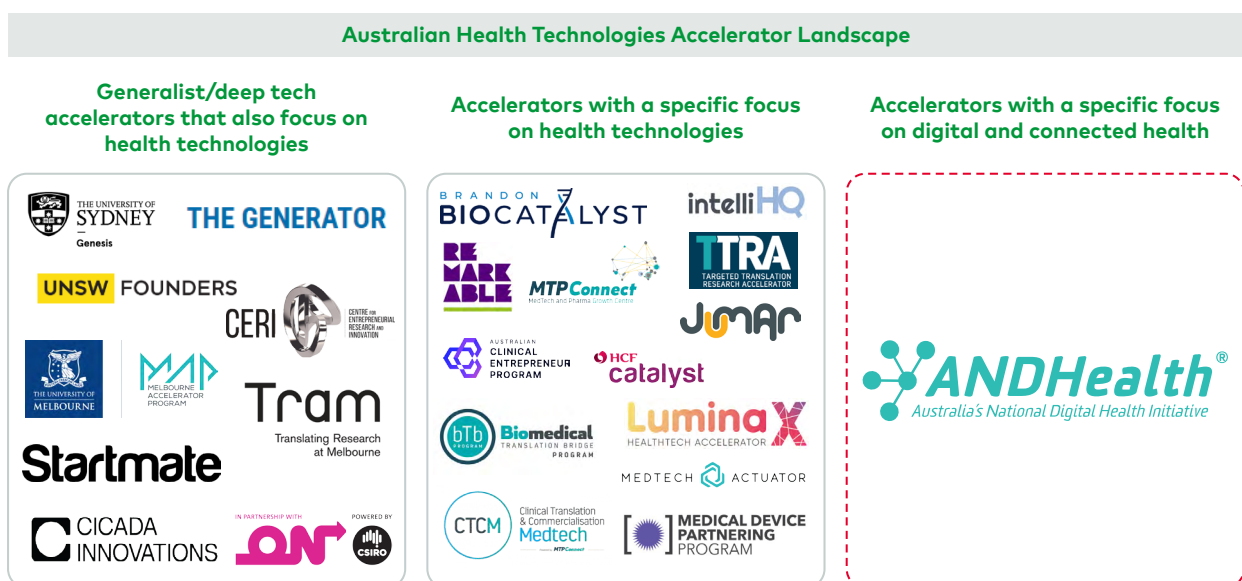 Australian Health Technologies Accelerator Landscape
Generalist/deep tech
accelerators that also focus on
health technologies
THE UNIVERSITY OF
SYDNEY
Genesis
THE GENERATOR
UNSW FOUNDERS
CERI
CENTRE FOR
ENTREPRENEURIAL
RESEARCH AND
INNOVATION
THE UNIVERSITY OF
MELBOURNE
MAP
MELBOURNE
ACCELERATOR
PROGRAM
Tram
Translating Research
at Melbourne
Startmate
CICADA
INNOVATIONS
IN PARTNERSHIP WITH
ON
POWERED BY
CSIRO
Accelerators with a specific focus
on health technologies
BRANDON
BIOCATALYST
intelliHQ
RE
MARK
ABLE
MTPConnect
MedTech and Pharma Growth Centre
TTRA
TARGETED TRANSLATION
RESEARCH ACCELERATOR
JUMAR
AUSTRALIAN
CLINICAL
ENTREPRENEUR
PROGRAM
HCF
catalyst
bTb
PROGRAM
Biomedical
TRANSLATION BRIDGE
PROGRAM
LuminaX
HEALTHTECH ACCELERATOR
MEDTECH ACTUATOR
CTCM
Clinical Translation
& Commercialisation
Medtech
MTPConnect
MEDICAL DEVICE
PARTNERING
PROGRAM
Accelerators with a specific focus
on digital and connected health
ANDHealth®
Australia's National Digital Health Initiative